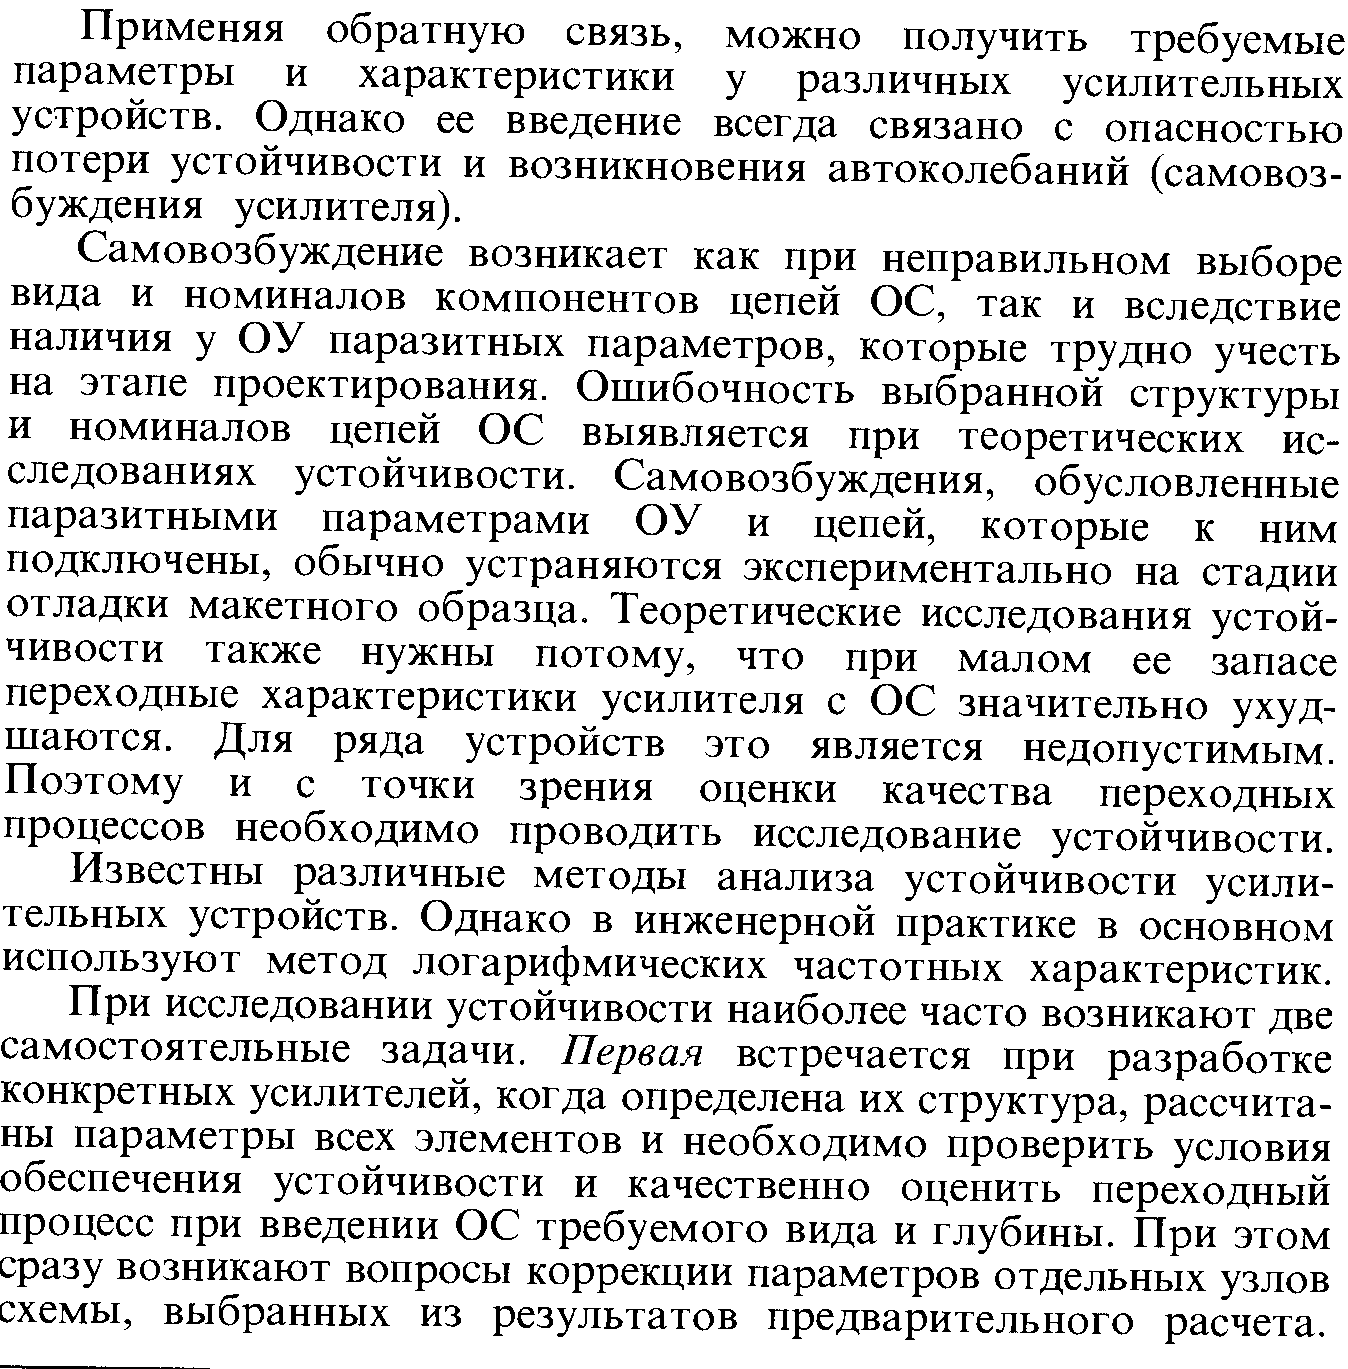 Применяя обратную связь, можно получить требуемые
параметры и характеристики у различных усилительных
устройств. Однако ее введение всегда связано с опасностью
потери устойчивости и возникновения автоколебаний (самовоз-
буждения усилителя).
Самовозбуждение возникает как при неправильном выборе
вида и номиналов компонентов цепей ОС, так и вследствие
наличия у ОУ паразитных параметров, которые трудно учесть
на этапе проектирования. Ошибочность выбранной структуры
и номиналов цепей ОС выявляется при теоретических ис-
следованиях устойчивости. Самовозбуждения, обусловленные
паразитными параметрами ОУ и цепей, которые к ним
подключены, обычно устраняются экспериментально на стадии
отладки макетного образца. Теоретические исследования устой-
чивости также нужны потому, что при малом ее запасе
переходные характеристики усилителя с ОС значительно ухуд-
шаются. Для ряда устройств это является недопустимым.
Поэтому и с точки зрения оценки качества переходных
процессов необходимо проводить исследование устойчивости.
Известны различные методы анализа устойчивости усили-
тельных устройств. Однако в инженерной практике в основном
используют метод логарифмических частотных характеристик.
При исследовании устойчивости наиболее часто возникают две
самостоятельные задачи. Первая встречается при разработке
конкретных усилителей, когда определена их структура, рассчита-
ны параметры всех элементов и необходимо проверить условия
обеспечения устойчивости и качественно оценить переходный
процесс при введении ОС требуемого вида и глубины. При этом
сразу возникают вопросы коррекции параметров отдельных узлов
схемы, выбранных из результатов предварительного расчета.